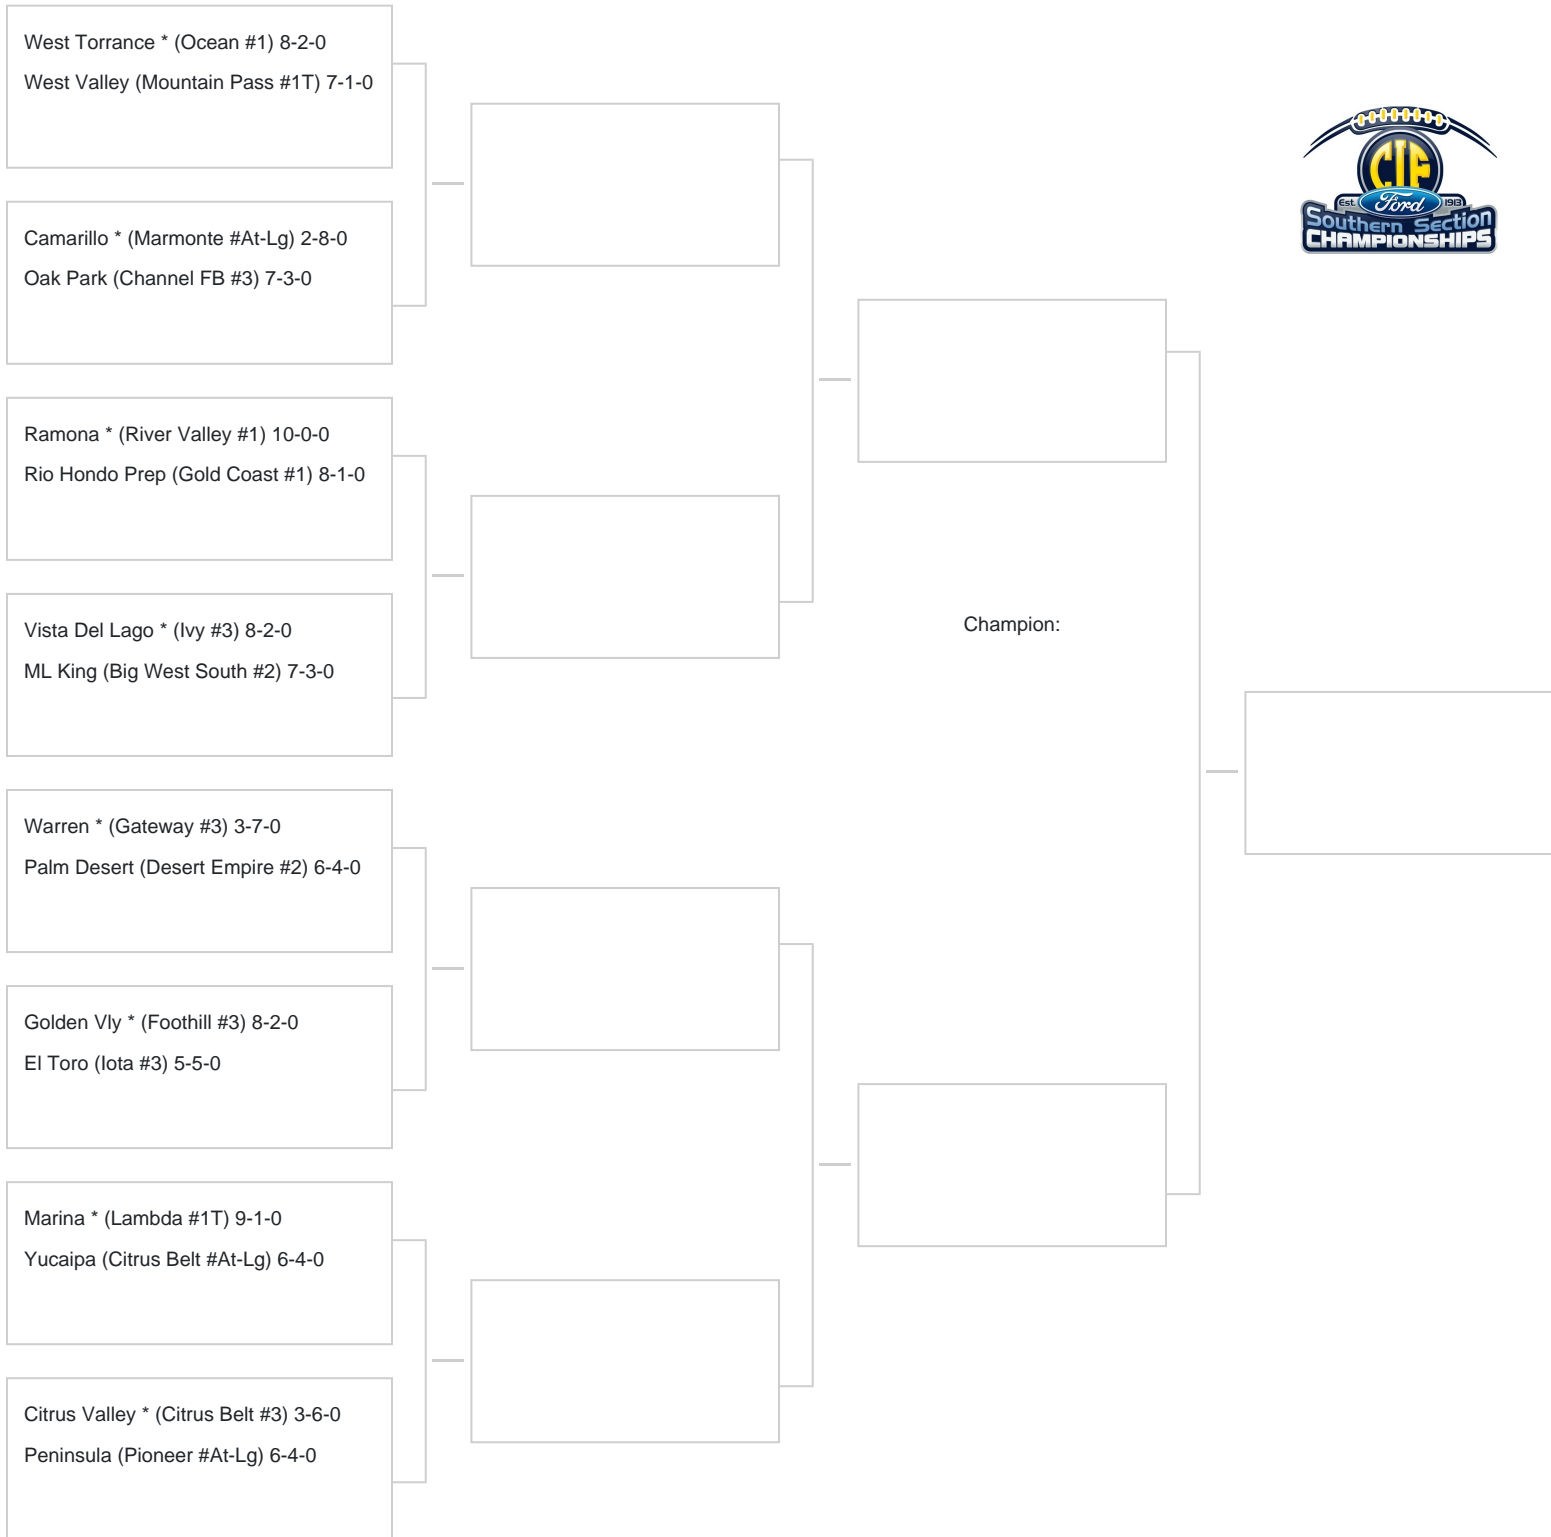 West Torrance * (Ocean #1) 8-2-0
West Valley (Mountain Pass #1T) 7-1-0
Camarillo * (Marmonte #At-Lg) 2-8-0
Oak Park (Channel FB #3) 7-3-0
Ramona * (River Valley #1) 10-0-0
Rio Hondo Prep (Gold Coast #1) 8-1-0
Vista Del Lago * (Ivy #3) 8-2-0
ML King (Big West South #2) 7-3-0
Warren * (Gateway #3) 3-7-0
Palm Desert (Desert Empire #2) 6-4-0
Golden Vly * (Foothill #3) 8-2-0
El Toro (Iota #3) 5-5-0
Marina * (Lambda #1T) 9-1-0
Yucaipa (Citrus Belt #At-Lg) 6-4-0
Citrus Valley * (Citrus Belt #3) 3-6-0
Peninsula (Pioneer #At-Lg) 6-4-0
Champion:
CIF
Est. Ford 1913
Southern Section
CHAMPIONSHIPS